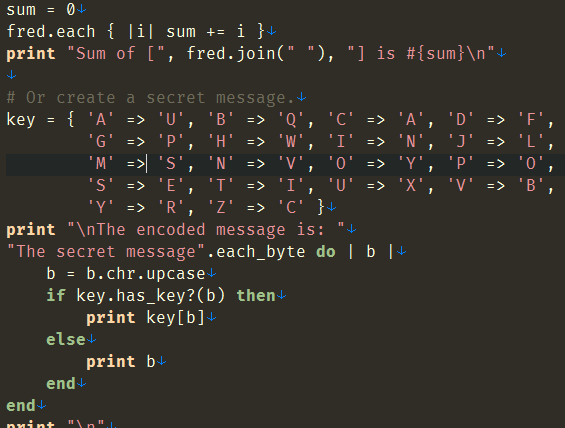 sum = 0
fred.each { |i| sum += i }
print "Sum of [", fred.join(" "), "] is #{sum}\n"
# Or create a secret message.
key = { 'A' => 'U', 'B' => 'Q', 'C' => 'A', 'D' => 'F',
'G' => 'P', 'H' => 'W', 'I' => 'N', 'J' => 'L',
'M' => 'S', 'N' => 'V', 'O' => 'Y', 'P' => 'O',
'S' => 'E', 'T' => 'I', 'U' => 'X', 'V' => 'B',
'Y' => 'R', 'Z' => 'C' }
print "\nThe encoded message is: "
"The secret message".each_byte do | b |
b = b.chr.upcase
if key.has_key?(b) then
print key[b]
else
print b
end
end
print "\n"